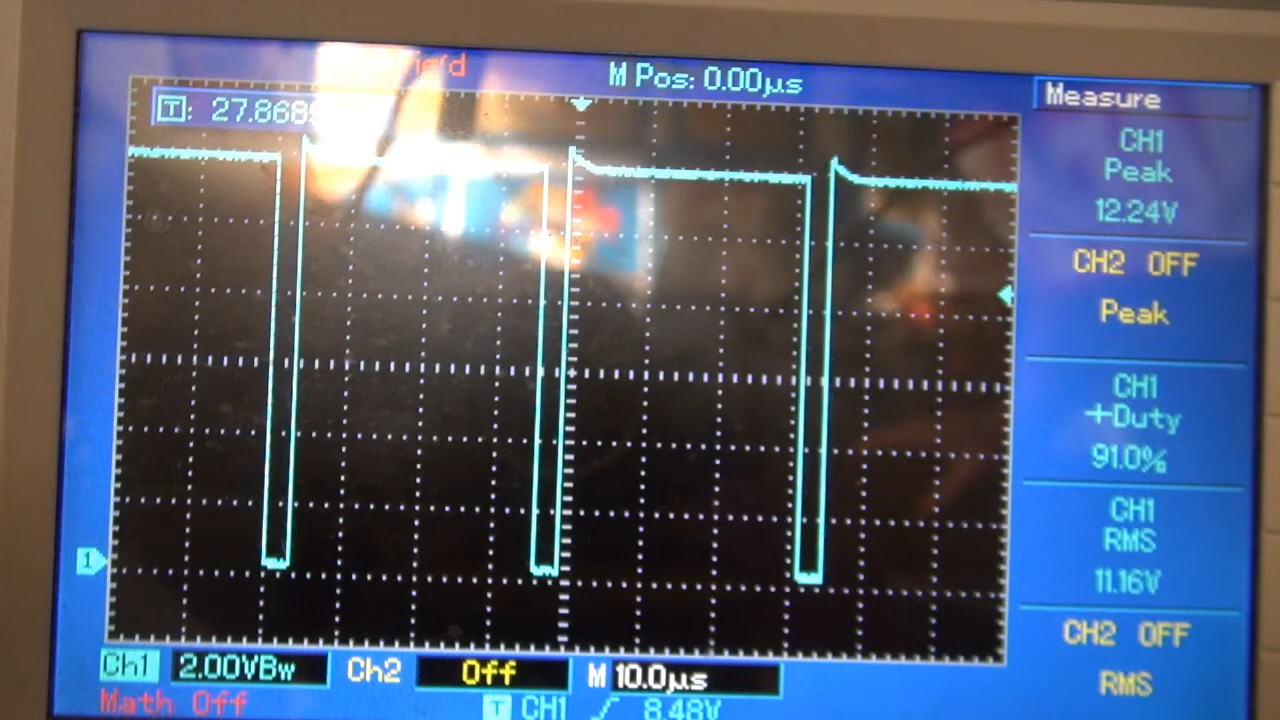 M Pos: 0.00µs
T: 27.868
Measure
CH1
Peak
12.24V
CH2 OFF
Peak
CH1
+Duty
91.0%
CH1
RMS
11.16V
CH2 OFF
RMS
1
Ch1 2.00VBw Ch2 Off M 10.0µs
Math Off T CH1 8.48V